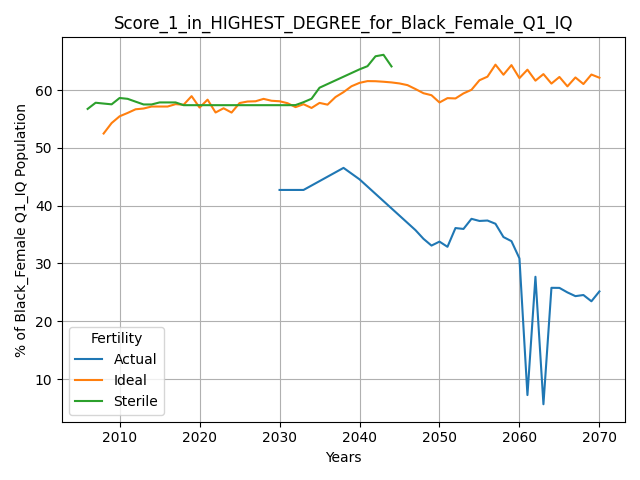 Score_1_in_HIGHEST_DEGREE_for_Black_Female_Q1_IQ
% of Black_Female Q1_IQ Population
60
50
40
30
20
10
Fertility
Actual
Ideal
Sterile
2010 2020 2030 2040 2050 2060 2070
Years